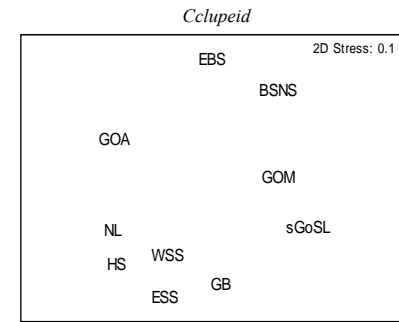 Cclupeid
2D Stress: 0.1
EBS
BSNS
GOA
GOM
NL
sGoSL
WSS
HS
GB
ESS